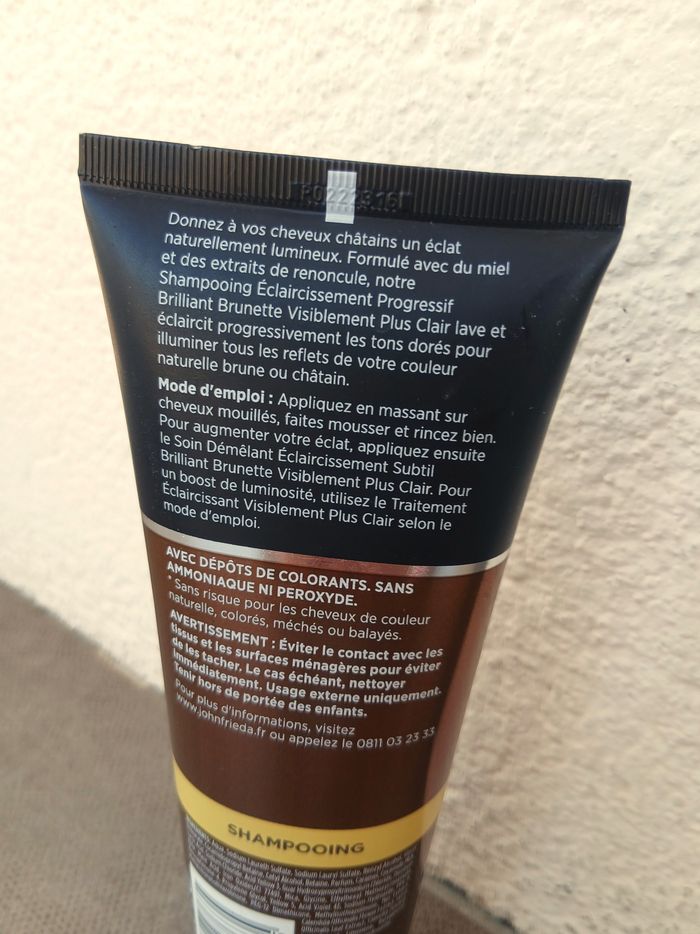 Donnez à vos cheveux châtains un éclat
naturellement lumineux. Formulé avec du miel
et des extraits de renoncule, notre
Shampooing Éclaircissement Progressif
Brilliant Brunette Visiblement Plus Clair lave et
éclaircit progressivement les tons dorés pour
illuminer tous les reflets de votre couleur
naturelle brune ou châtain.
Mode d'emploi : Appliquez en massant sur
cheveux mouillés, faites mousser et rincez bien.
Pour augmenter votre éclat, appliquez ensuite
le Soin Démêlant Éclaircissement Subtil
Brilliant Brunette Visiblement Plus Clair. Pour
un boost de luminosité, utilisez le Traitement
Éclaircissant Visiblement Plus Clair selon le
mode d'emploi.
AVEC DÉPÔTS DE COLORANTS. SANS
AMMONIAQUE NI PEROXYDE.
* Sans risque pour les cheveux de couleur
naturelle, colorés, méchés ou balayés.
AVERTISSEMENT : Éviter le contact avec les
tissus et les surfaces ménagères pour éviter
de les tacher. Le cas échéant, nettoyer
immédiatement. Usage externe uniquement.
Tenir hors de portée des enfants.
Pour plus d'informations, visitez
www.johnfrieda.fr ou appelez le 0811 03 23 33
SHAMPOOING
Sodium Laureth Sulfate, Sodium Lauryl Sulfate, Benzyl Alcohol,